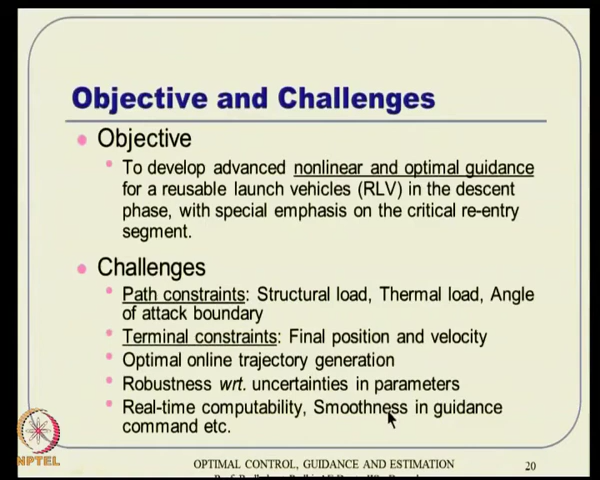 Objective and Challenges
Objective
To develop advanced nonlinear and optimal guidance
for a reusable launch vehicles (RLV) in the descent
phase, with special emphasis on the critical re-entry
segment.
Challenges
Path constraints: Structural load, Thermal load, Angle
of attack boundary
Terminal constraints: Final position and velocity
Optimal online trajectory generation
Robustness wrt. uncertainties in parameters
Real-time computability, Smoothness in guidance
command etc.
NPTEL
OPTIMAL CONTROL, GUIDANCE AND ESTIMATION
20